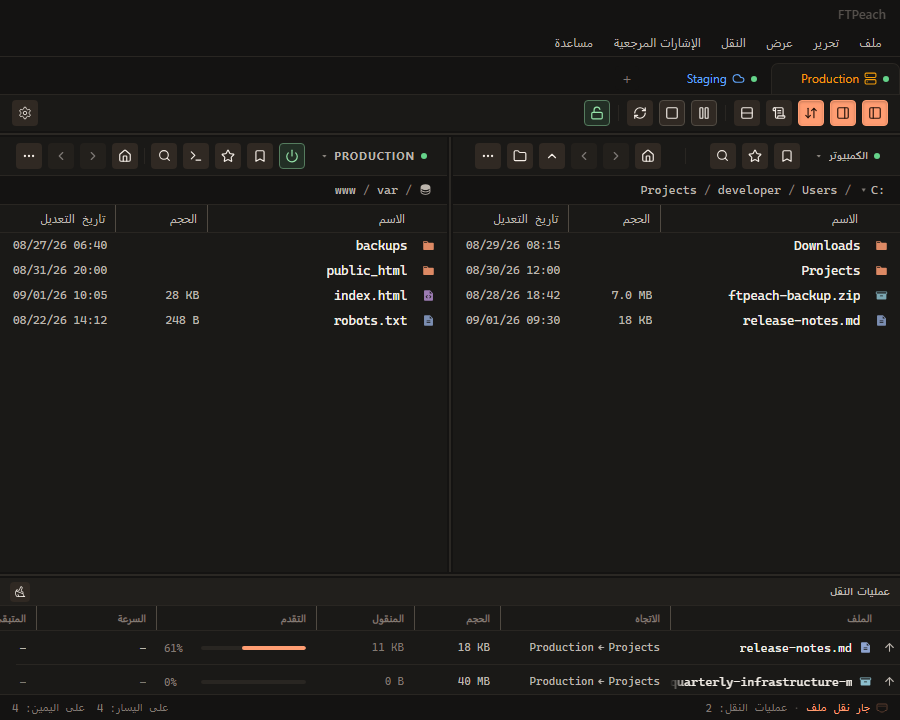 FTPeach
ملف تحرير عرض النقل الإشارات المرجعية مساعدة
Production Staging +
الكمبيوتر
C: / Users / developer / Projects
الاسم الحجم تاريخ التعديل
Downloads 08/29/26 08:15
Projects 08/30/26 12:00
ftpeach-backup.zip 7.0 MB 08/28/26 18:42
release-notes.md 18 KB 09/01/26 09:30
PRODUCTION
/ var / www
الاسم الحجم تاريخ التعديل
backups 08/27/26 06:40
public_html 08/31/26 20:00
index.html 28 KB 09/01/26 10:05
robots.txt 248 B 08/22/26 14:12
عمليات النقل
الملف الاتجاه الحجم المنقول التقدم السرعة
release-notes.md Production ← Projects 18 KB 11 KB 61% — —
uarterly-infrastructure-m Production ← Projects 40 MB 0 B 0% — —
جار نقل ملف · عمليات النقل: 2 على اليسار: 4 على اليمين: 4